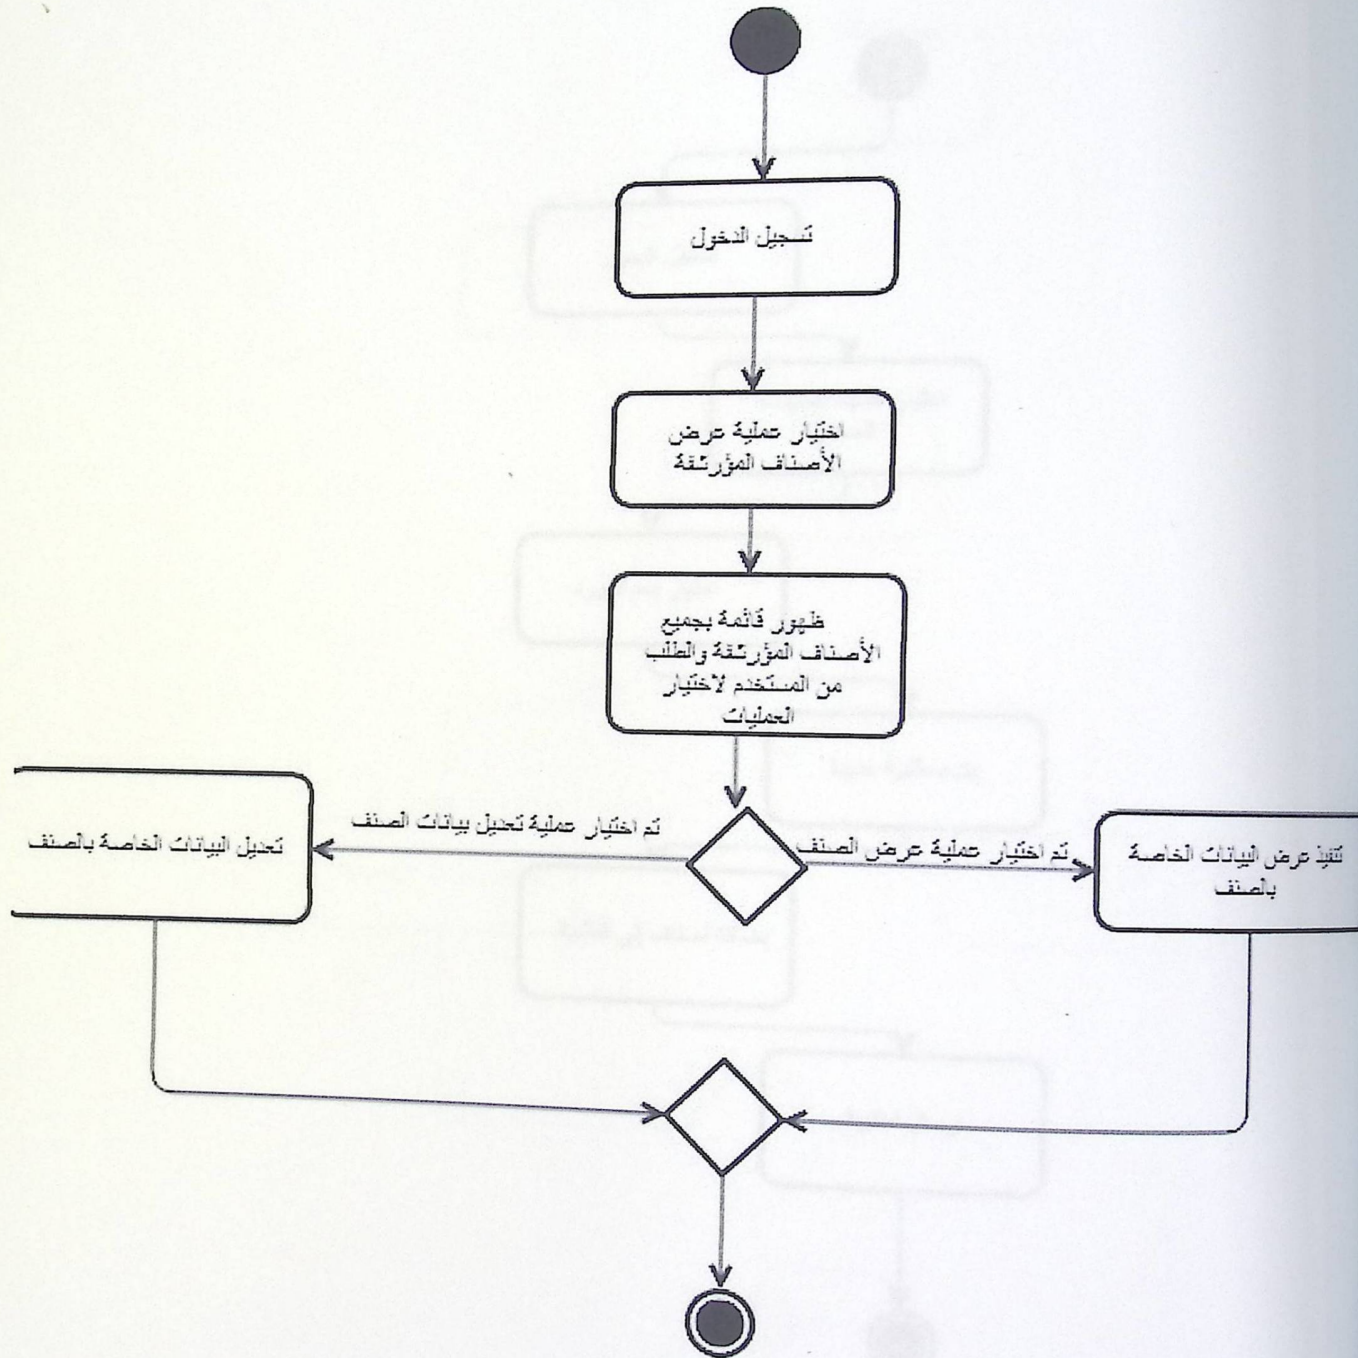 تسجيل الدخول
اختيار عملية عرض
الأصناف المؤرشفة
ظهور قائمة بجميع
الأصناف المؤرشفة والطلب
من المستخدم لاختيار
العمليات
تم اختيار عملية تعديل بيانات الصنف
تم اختيار عملية عرض الصنف
تعديل البيانات الخاصة بالصنف
تنفيذ عرض البيانات الخاصة
بالصنف